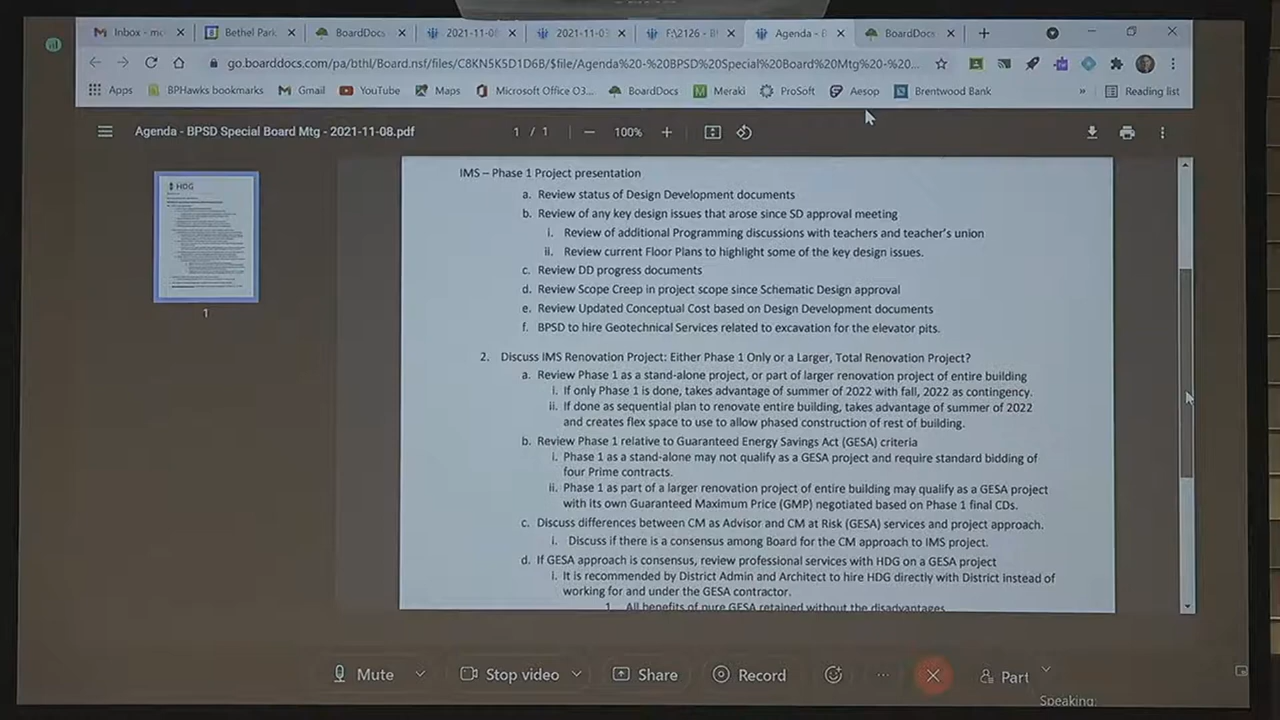 Inbox - mc
Bethel Park
BoardDocs
2021-11-08
2021-11-03
F:\2126 - B
Agenda - B
BoardDocs
go.boarddocs.com/pa/bthl/Board.nsf/files/C8KN5K5D1D6B/$file/Agenda%20-%20BPSD%20Special%20Board%20Mtg%20-%20...
Apps
BPHawks bookmarks
Gmail
YouTube
Maps
Microsoft Office O3...
BoardDocs
Meraki
ProSoft
Aesop
Brentwood Bank
»
Reading list
Agenda - BPSD Special Board Mtg - 2021-11-08.pdf
1 / 1
100%
HDG
1
IMS – Phase 1 Project presentation
a. Review status of Design Development documents
b. Review of any key design issues that arose since SD approval meeting
i. Review of additional Programming discussions with teachers and teacher's union
ii. Review current Floor Plans to highlight some of the key design issues.
c. Review DD progress documents
d. Review Scope Creep in project scope since Schematic Design approval
e. Review Updated Conceptual Cost based on Design Development documents
f. BPSD to hire Geotechnical Services related to excavation for the elevator pits.
2. Discuss IMS Renovation Project: Either Phase 1 Only or a Larger, Total Renovation Project?
a. Review Phase 1 as a stand-alone project, or part of larger renovation project of entire building
i. If only Phase 1 is done, takes advantage of summer of 2022 with fall, 2022 as contingency.
ii. If done as sequential plan to renovate entire building, takes advantage of summer of 2022
and creates flex space to use to allow phased construction of rest of building.
b. Review Phase 1 relative to Guaranteed Energy Savings Act (GESA) criteria
i. Phase 1 as a stand-alone may not qualify as a GESA project and require standard bidding of
four Prime contracts.
ii. Phase 1 as part of a larger renovation project of entire building may qualify as a GESA project
with its own Guaranteed Maximum Price (GMP) negotiated based on Phase 1 final CDs.
c. Discuss differences between CM as Advisor and CM at Risk (GESA) services and project approach.
i. Discuss if there is a consensus among Board for the CM approach to IMS project.
d. If GESA approach is consensus, review professional services with HDG on a GESA project
i. It is recommended by District Admin and Architect to hire HDG directly with District instead of
working for and under the GESA contractor.
1. All benefits of pure GESA retained without the disadvantages
Mute
Stop video
Share
Record
Part
Speaking: